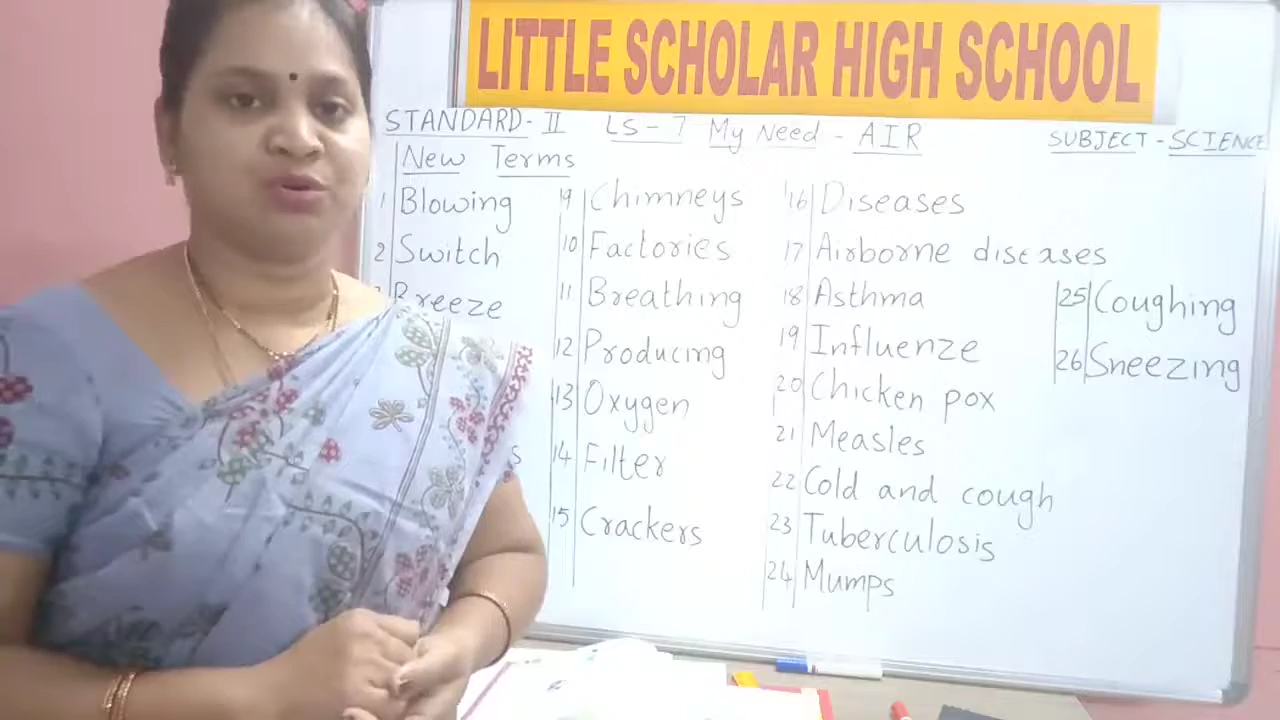 LITTLE SCHOLAR HIGH SCHOOL
STANDARD - II LS - 7 My Need - AIR SUBJECT - SCIENCE
New Terms
1 Blowing
2 Switch
Breeze
9 Chimneys
10 Factories
11 Breathing
12 Producing
13 Oxygen
14 Filter
15 Crackers
16 Diseases
17 Airborne diseases
18 Asthma
19 Influenze
20 Chicken pox
21 Measles
22 Cold and cough
23 Tuberculosis
24 Mumps
25 Coughing
26 Sneezing